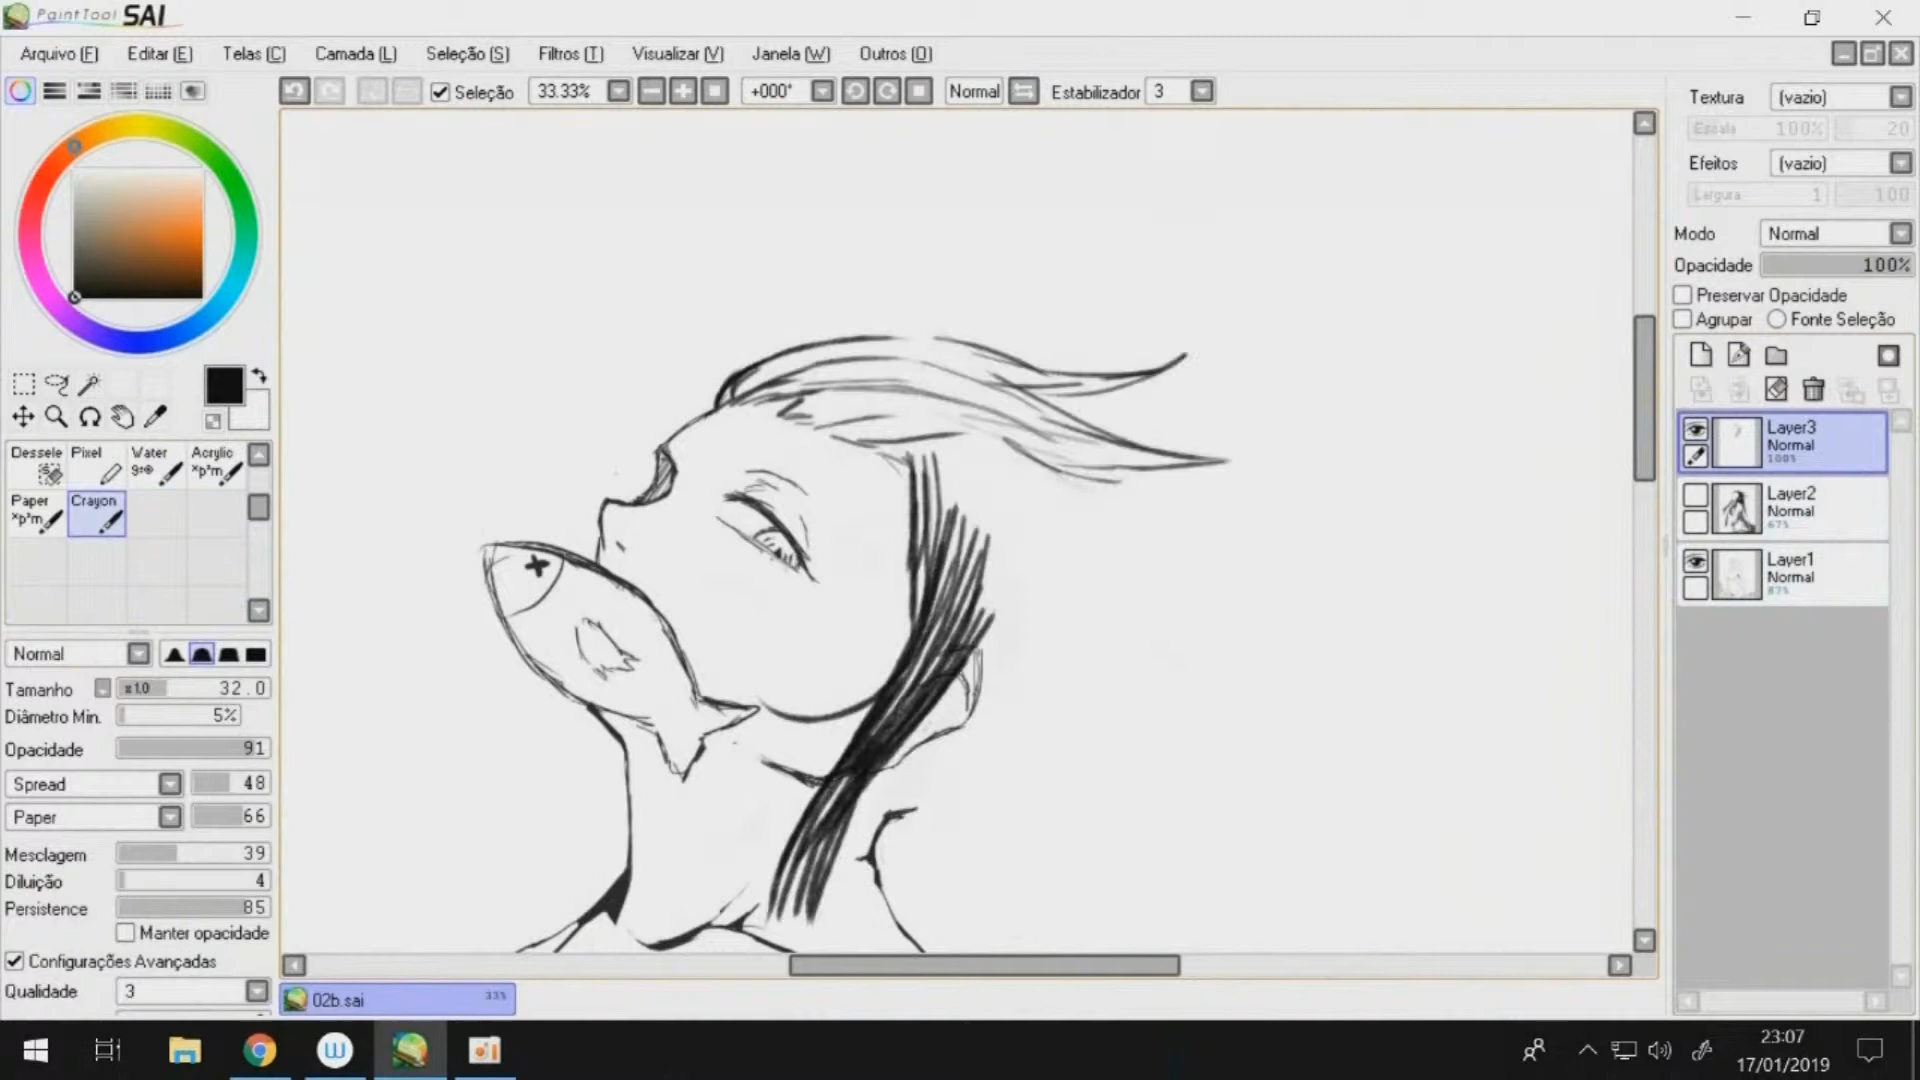 PaintTool SAI
Arquivo (F) Editar (E) Telas (C) Camada (L) Seleção (S) Filtros (T) Visualizar (V) Janela (W) Outros (O)
Seleção 33.33% +000° Normal Estabilizador 3
Textura (vazio)
Escala 100% 20
Efeitos (vazio)
Largura 1 100
Modo Normal
Opacidade 100%
Preservar Opacidade
Agrupar Fonte Seleção
Layer3
Normal
100%
Layer2
Normal
67%
Layer1
Normal
87%
Dessele Pixel Water Acrylic
Paper Crayon
Normal
Tamanho x 1.0 32.0
Diâmetro Min. 5%
Opacidade 91
Spread 48
Paper 66
Mesclagem 39
Diluição 4
Persistence 85
Manter opacidade
Configurações Avançadas
Qualidade 3
02b.sai 33%
23:07
17/01/2019